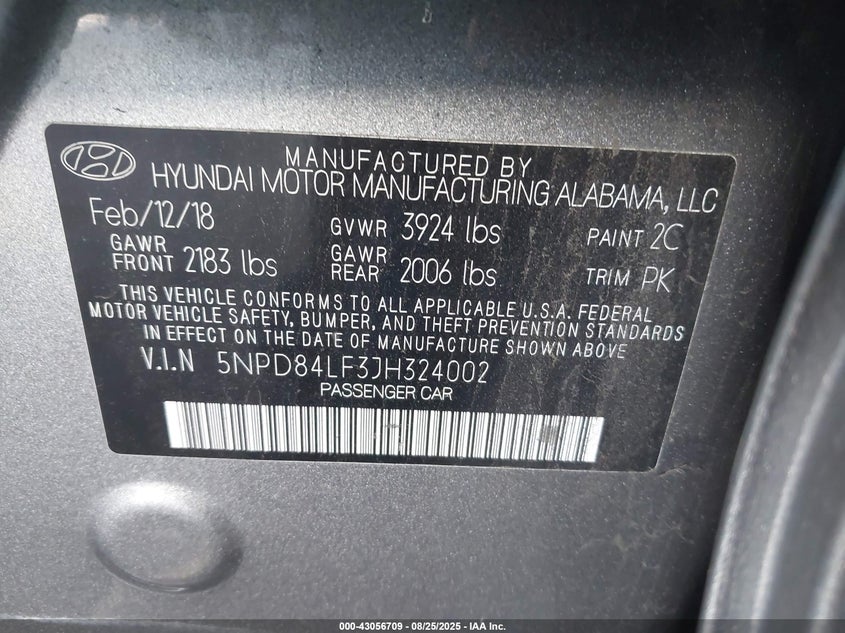 MANUFACTURED BY
HYUNDAI MOTOR MANUFACTURING ALABAMA, LLC
Feb/12/18 GVWR 3924 lbs PAINT 2C
GAWR FRONT 2183 lbs GAWR REAR 2006 lbs TRIM PK
THIS VEHICLE CONFORMS TO ALL APPLICABLE U.S.A. FEDERAL
MOTOR VEHICLE SAFETY, BUMPER, AND THEFT PREVENTION STANDARDS
IN EFFECT ON THE DATE OF MANUFACTURE SHOWN ABOVE
V.I.N 5NPD84LF3JH324002
PASSENGER CAR
000-43056709 - 08/25/2025 - IAA Inc.